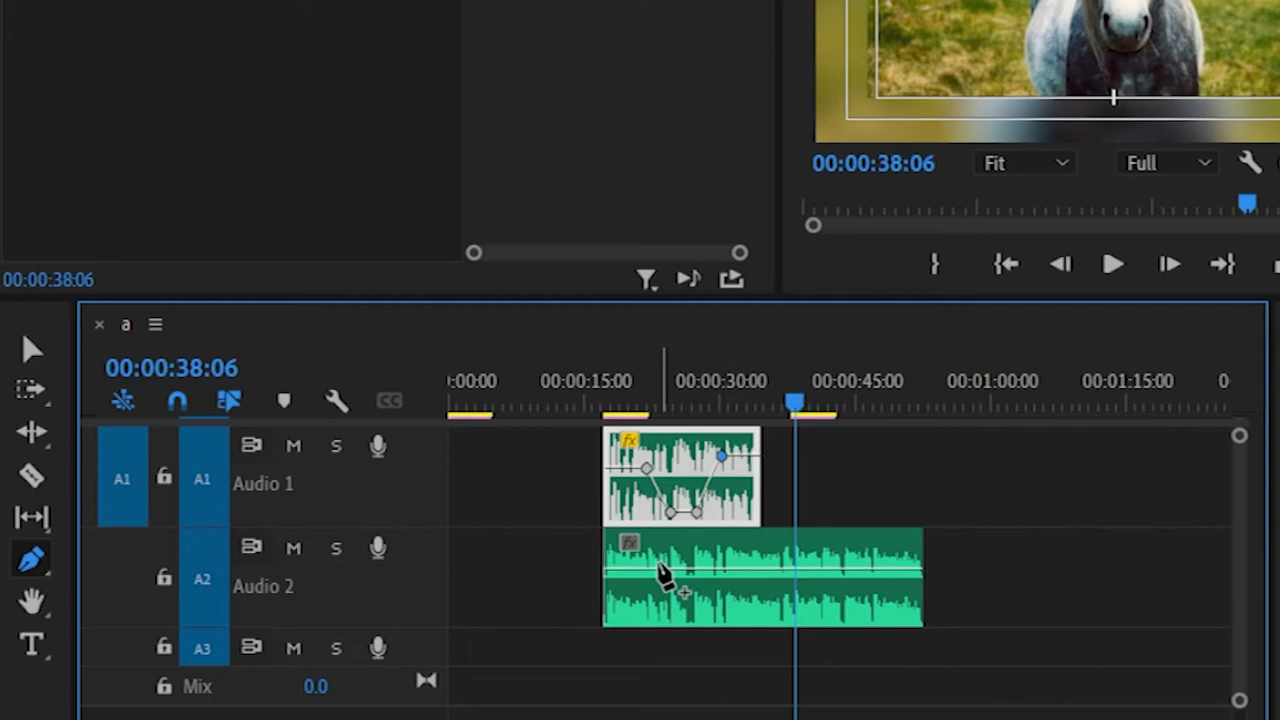 00:00:38:06 Fit Full
00:00:38:06
a
00:00:38:06
:00:00 00:00:15:00 00:00:30:00 00:00:45:00 00:01:00:00 00:01:15:00 0
CC
A1 A1 M S
fx
Audio 1
A2 M S
fx
Audio 2
A3 M S
Mix 0.0
T